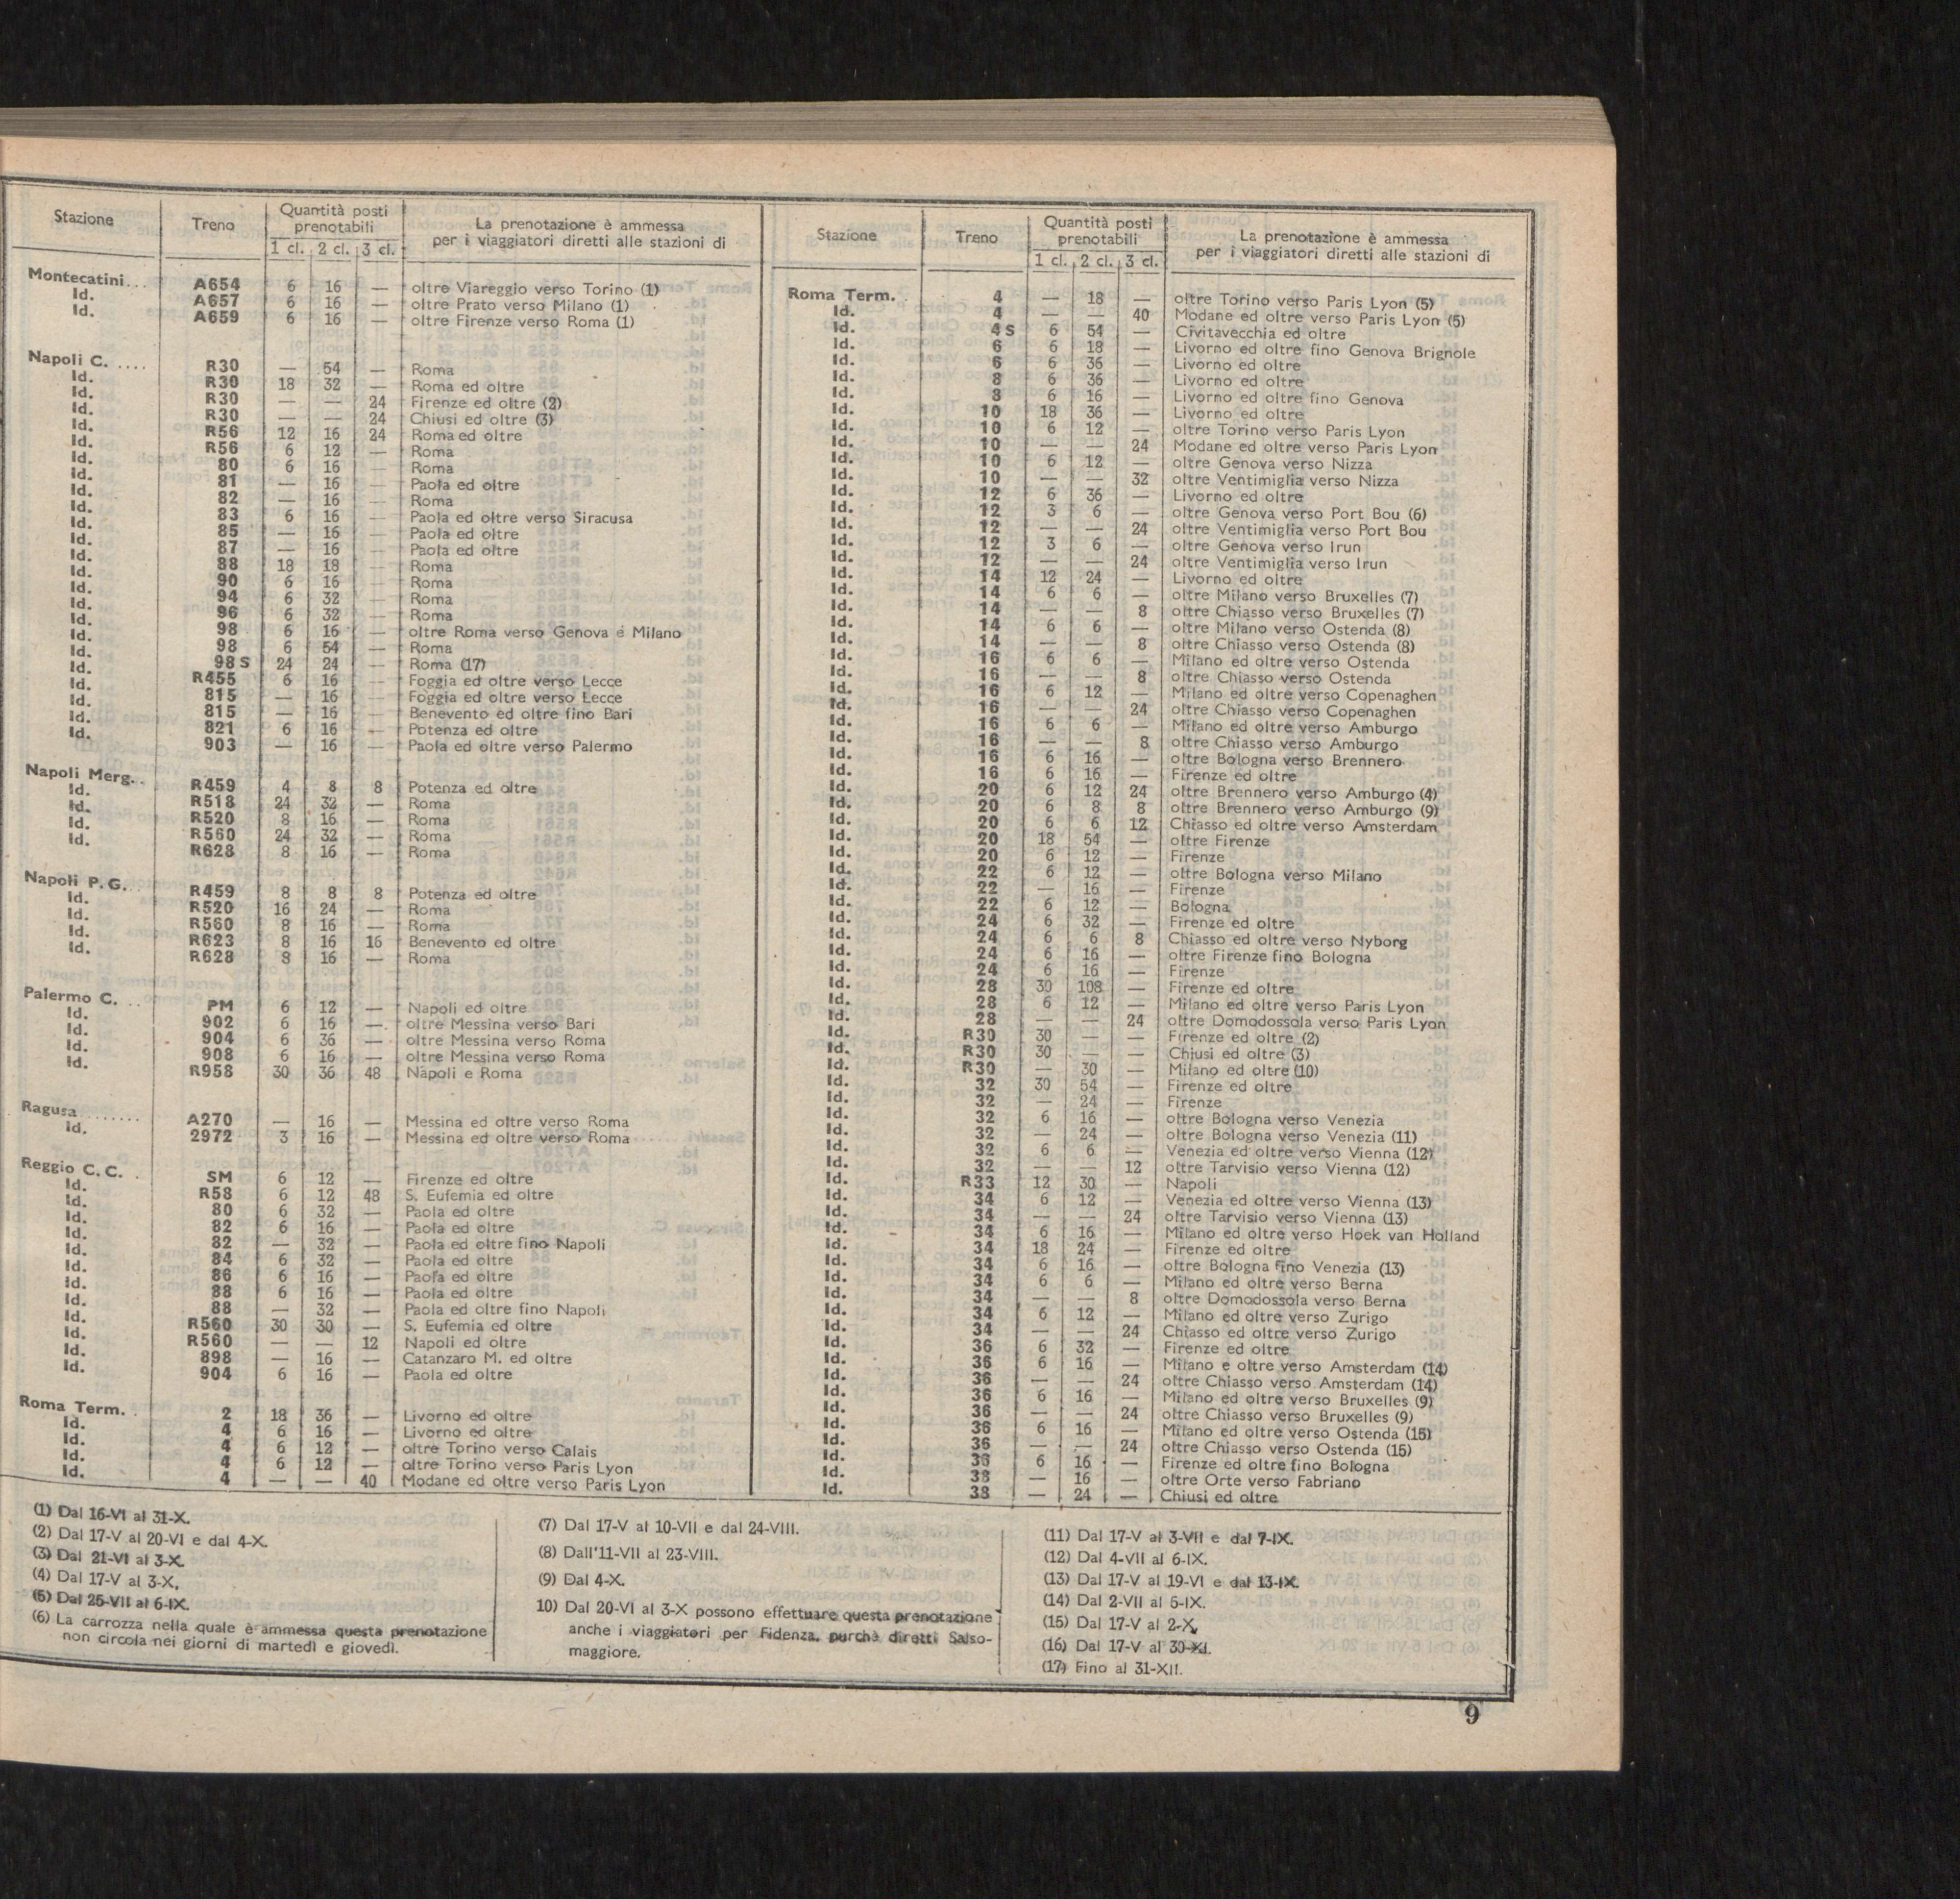 Stazione Treno Quantità posti prenotabili La prenotazione è ammessa per i viaggiatori diretti alle stazioni di
1 cl. 2 cl. 3 cl.
Montecatini... A654 6 16 — oltre Viareggio verso Torino (1)
Id. A657 6 16 — oltre Prato verso Milano (1)
Id. A659 6 16 — oltre Firenze verso Roma (1)
Napoli C. .... R30 — 54 — Roma
Id. R30 18 32 — Roma ed oltre
Id. R30 — — 24 Firenze ed oltre (2)
Id. R30 — — 24 Chiusi ed oltre (3)
Id. R56 12 16 24 Roma ed oltre
Id. R56 6 12 — Roma
Id. 80 6 16 — Roma
Id. 81 — 16 — Paola ed oltre
Id. 82 — 16 — Roma
Id. 83 6 16 — Paola ed oltre verso Siracusa
Id. 85 — 16 — Paola ed oltre
Id. 87 — 16 — Paola ed oltre
Id. 88 18 18 — Roma
Id. 90 6 16 — Roma
Id. 94 6 32 — Roma
Id. 96 6 32 — Roma
Id. 98 6 16 — oltre Roma verso Genova e Milano
Id. 98 6 54 — Roma
Id. 98 S 24 24 — Roma (17)
Id. R455 6 16 — Foggia ed oltre verso Lecce
Id. 815 — 16 — Foggia ed oltre verso Lecce
Id. 815 — 16 — Benevento ed oltre fino Bari
Id. 821 6 16 — Potenza ed oltre
Id. 903 — 16 — Paola ed oltre verso Palermo
Napoli Merg... R459 4 8 8 Potenza ed oltre
Id. R518 24 32 — Roma
Id. R520 8 16 — Roma
Id. R560 24 32 — Roma
Id. R628 8 16 — Roma
Napoli P.G... R459 8 8 8 Potenza ed oltre
Id. R520 16 24 — Roma
Id. R560 8 16 — Roma
Id. R623 8 16 16 Benevento ed oltre
Id. R628 8 16 — Roma
Palermo C. ... PM 6 12 — Napoli ed oltre
Id. 902 6 16 — oltre Messina verso Bari
Id. 904 6 36 — oltre Messina verso Roma
Id. 908 6 16 — oltre Messina verso Roma
Id. R958 30 36 48 Napoli e Roma
Ragusa........ A270 — 16 — Messina ed oltre verso Roma
Id. 2972 3 16 — Messina ed oltre verso Roma
Reggio C. C. . SM 6 12 — Firenze ed oltre
Id. R58 6 12 48 S. Eufemia ed oltre
Id. 80 6 32 — Paola ed oltre
Id. 82 6 16 — Paola ed oltre
Id. 82 — 32 — Paola ed oltre fino Napoli
Id. 84 6 32 — Paola ed oltre
Id. 86 6 16 — Paola ed oltre
Id. 88 6 16 — Paola ed oltre
Id. 88 — 32 — Paola ed oltre fino Napoli
Id. R560 30 30 — S. Eufemia ed oltre
Id. R560 — — 12 Napoli ed oltre
Id. 898 — 16 — Catanzaro M. ed oltre
Id. 904 6 16 — Paola ed oltre
Roma Term. . 2 18 36 — Livorno ed oltre
Id. 4 6 16 — Livorno ed oltre
Id. 4 6 12 — oltre Torino verso Calais
Id. 4 6 12 — oltre Torino verso Paris Lyon
Id. 4 — — 40 Modane ed oltre verso Paris Lyon
Stazione Treno Quantità posti prenotabili La prenotazione è ammessa per i viaggiatori diretti alle stazioni di
1 cl. 2 cl. 3 cl.
Roma Term. . 4 — 18 — oltre Torino verso Paris Lyon (5)
Id. 4 — — 40 Modane ed oltre verso Paris Lyon (5)
Id. 4 S 6 54 — Civitavecchia ed oltre
Id. 6 6 18 — Livorno ed oltre fino Genova Brignole
Id. 6 6 36 — Livorno ed oltre
Id. 8 6 36 — Livorno ed oltre
Id. 8 6 16 — Livorno ed oltre fino Genova
Id. 10 18 36 — Livorno ed oltre
Id. 10 6 12 — oltre Torino verso Paris Lyon
Id. 10 — — 24 Modane ed oltre verso Paris Lyon
Id. 10 6 12 — oltre Genova verso Nizza
Id. 10 — — 32 oltre Ventimiglia verso Nizza
Id. 12 6 36 — Livorno ed oltre
Id. 12 3 6 — oltre Genova verso Port Bou (6)
Id. 12 — — 24 oltre Ventimiglia verso Port Bou
Id. 12 3 6 — oltre Genova verso Irun
Id. 12 — — 24 oltre Ventimiglia verso Irun
Id. 14 12 24 — Livorno ed oltre
Id. 14 6 6 — oltre Milano verso Bruxelles (7)
Id. 14 — — 8 oltre Chiasso verso Bruxelles (7)
Id. 14 6 6 — oltre Milano verso Ostenda (8)
Id. 14 — — 8 oltre Chiasso verso Ostenda (8)
Id. 16 6 6 — Milano ed oltre verso Ostenda
Id. 16 — — 8 oltre Chiasso verso Ostenda
Id. 16 6 12 — Milano ed oltre verso Copenaghen
Id. 16 — — 24 oltre Chiasso verso Copenaghen
Id. 16 6 6 — Milano ed oltre verso Amburgo
Id. 16 — — 8 oltre Chiasso verso Amburgo
Id. 16 6 16 — oltre Bologna verso Brennero
Id. 16 6 16 — Firenze ed oltre
Id. 20 6 12 24 oltre Brennero verso Amburgo (4)
Id. 20 6 8 8 oltre Brennero verso Amburgo (9)
Id. 20 6 6 12 Chiasso ed oltre verso Amsterdam
Id. 20 18 54 — oltre Firenze
Id. 20 6 12 — Firenze
Id. 22 6 12 — oltre Bologna verso Milano
Id. 22 — 16 — Firenze
Id. 22 6 12 — Bologna
Id. 24 6 32 — Firenze ed oltre
Id. 24 6 6 8 Chiasso ed oltre verso Nyborg
Id. 24 6 16 — oltre Firenze fino Bologna
Id. 24 6 16 — Firenze
Id. 28 30 108 — Firenze ed oltre
Id. 28 6 12 — Milano ed oltre verso Paris Lyon
Id. 28 — — 24 oltre Domodossola verso Paris Lyon
Id. R30 30 — — Firenze ed oltre (2)
Id. R30 30 — — Chiusi ed oltre (3)
Id. R30 — 30 — Milano ed oltre (10)
Id. 32 30 54 — Firenze ed oltre
Id. 32 — 24 — Firenze
Id. 32 6 16 — oltre Bologna verso Venezia
Id. 32 — 24 — oltre Bologna verso Venezia (11)
Id. 32 6 6 — Venezia ed oltre verso Vienna (12)
Id. 32 — — 12 oltre Tarvisio verso Vienna (12)
Id. R33 12 30 — Napoli
Id. 34 6 12 — Venezia ed oltre verso Vienna (13)
Id. 34 — — 24 oltre Tarvisio verso Vienna (13)
Id. 34 6 16 — Milano ed oltre verso Hoek van Holland
Id. 34 18 24 — Firenze ed oltre
Id. 34 6 16 — oltre Bologna fino Venezia (13)
Id. 34 6 6 — Milano ed oltre verso Berna
Id. 34 — — 8 oltre Domodossola verso Berna
Id. 34 6 12 — Milano ed oltre verso Zurigo
Id. 34 — — 24 Chiasso ed oltre verso Zurigo
Id. 36 6 32 — Firenze ed oltre
Id. 36 6 16 — Milano e oltre verso Amsterdam (14)
Id. 36 — — 24 oltre Chiasso verso Amsterdam (14)
Id. 36 6 16 — Milano ed oltre verso Bruxelles (9)
Id. 36 — — 24 oltre Chiasso verso Bruxelles (9)
Id. 36 6 16 — Milano ed oltre verso Ostenda (15)
Id. 36 — — 24 oltre Chiasso verso Ostenda (15)
Id. 36 6 16 — Firenze ed oltre fino Bologna
Id. 38 — 16 — oltre Orte verso Fabriano
Id. 38 — 24 — Chiusi ed oltre
(1) Dal 16-VI al 31-X.
(2) Dal 17-V al 20-VI e dal 4-X.
(3) Dal 21-VI al 3-X.
(4) Dal 17-V al 3-X.
(5) Dal 25-VII al 6-IX.
(6) La carrozza nella quale è ammessa questa prenotazione
non circola nei giorni di martedì e giovedì.
(7) Dal 17-V al 10-VII e dal 24-VIII.
(8) Dall'11-VII al 23-VIII.
(9) Dal 4-X.
10) Dal 20-VI al 3-X possono effettuare questa prenotazione
anche i viaggiatori per Fidenza, purchè diretti Salso-
maggiore.
(11) Dal 17-V al 3-VII e dal 7-IX.
(12) Dal 4-VII al 6-IX.
(13) Dal 17-V al 19-VI e dal 13-IX.
(14) Dal 2-VII al 5-IX.
(15) Dal 17-V al 2-X.
(16) Dal 17-V al 30-XI.
(17) Fino al 31-XII.
9